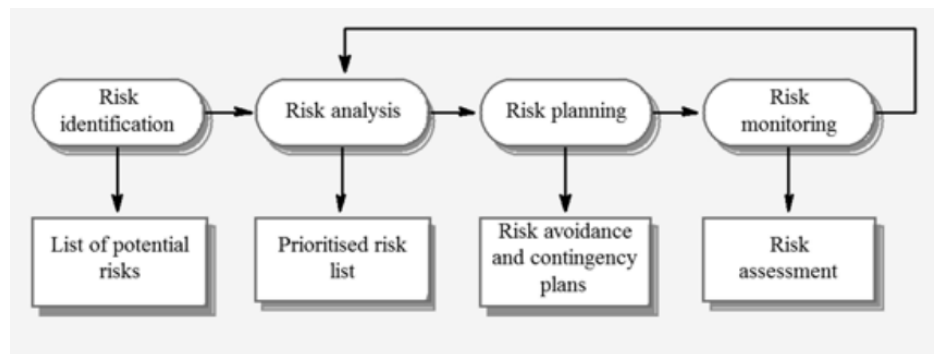 Risk
identification
Risk analysis
Risk planning
Risk
monitoring
List of potential
risks
Prioritised risk
list
Risk avoidance
and contingency
plans
Risk
assessment